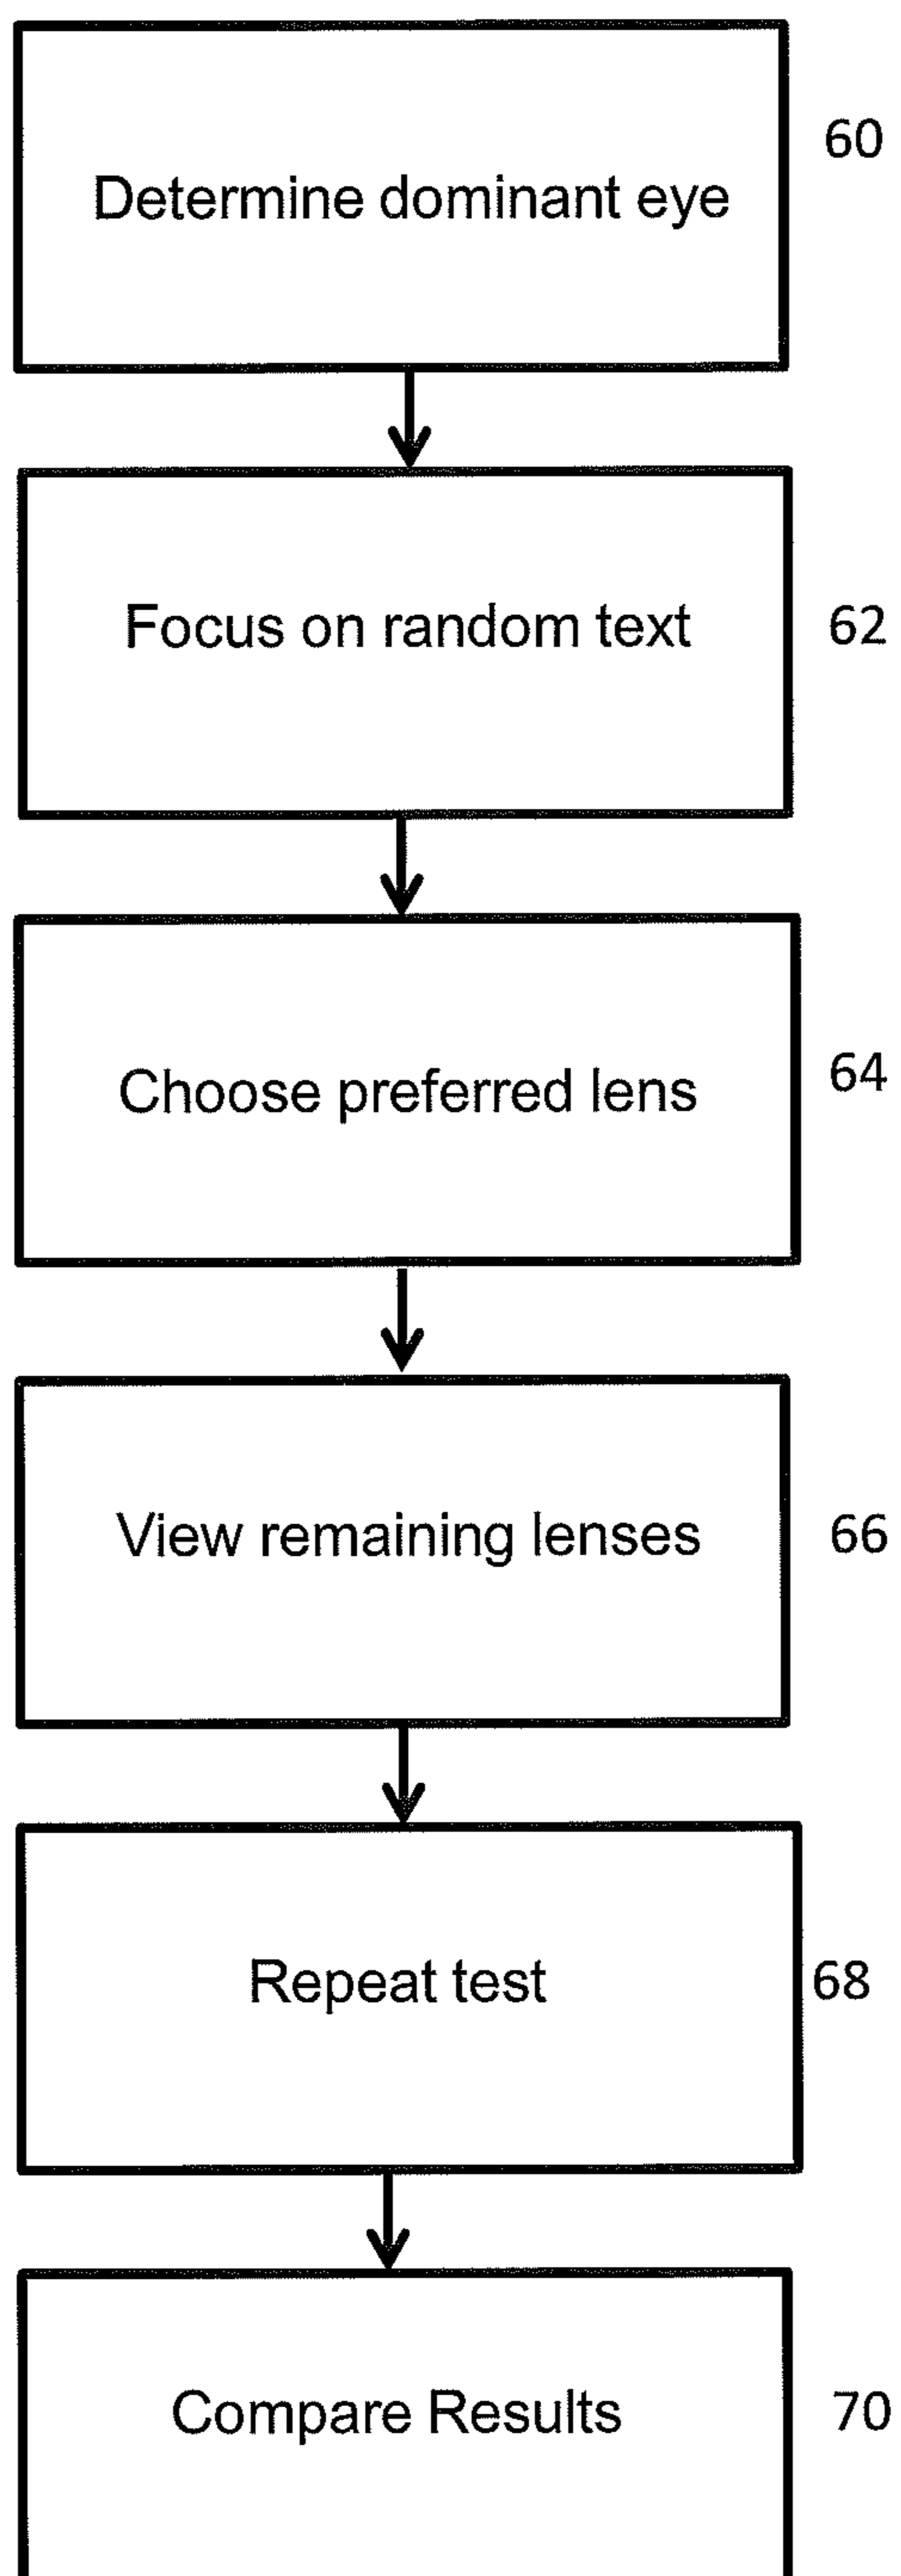 60
Determine dominant eye
Focus on random text
62
Choose preferred lens
64
View remaining lenses
66
Repeat test
68
Compare Results
70